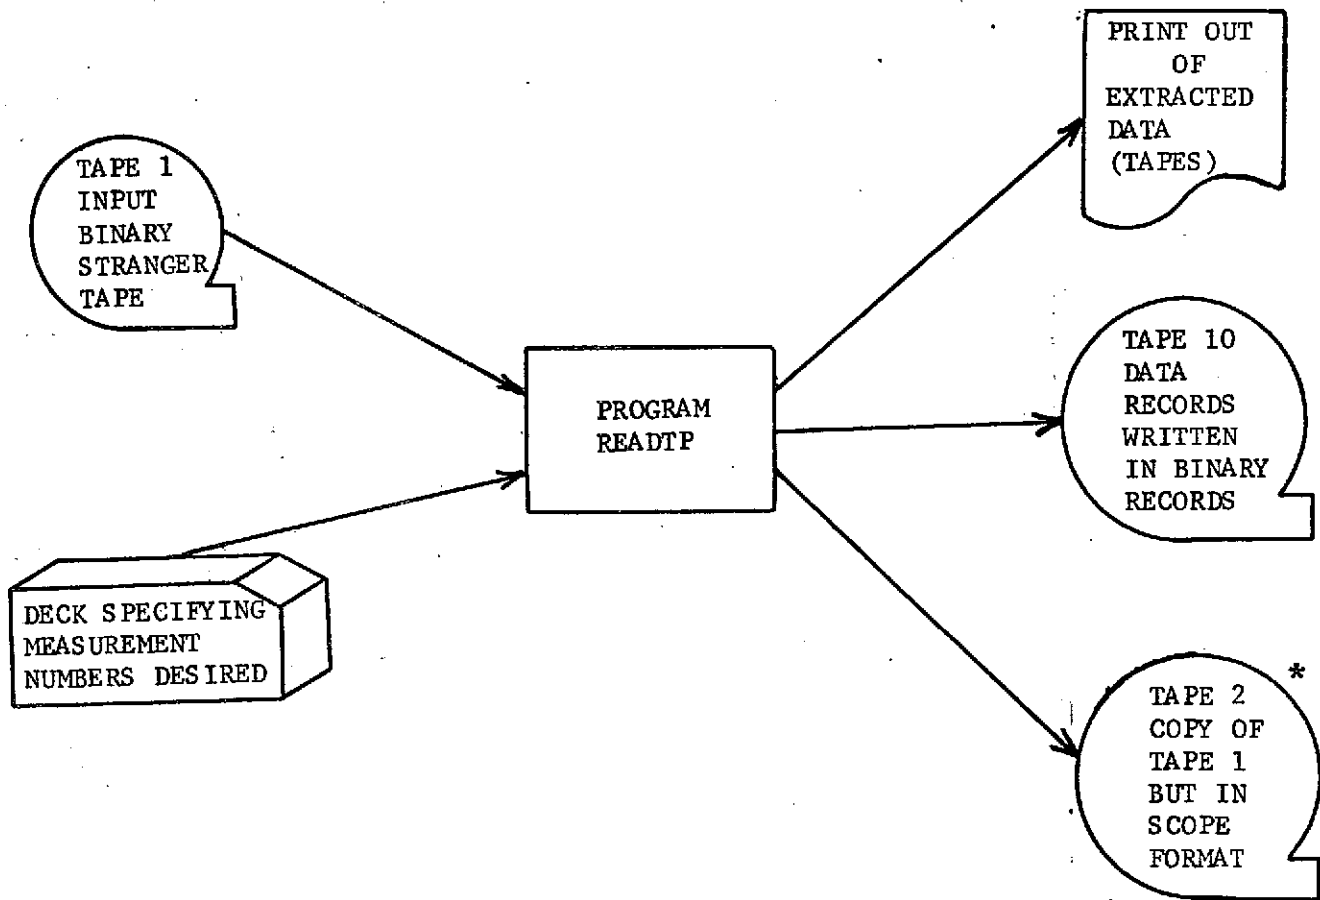 TAPE 1
INPUT
BINARY
STRANGER
TAPE
DECK SPECIFYING
MEASUREMENT
NUMBERS DESIRED
PROGRAM
READTP
PRINT OUT
OF
EXTRACTED
DATA
(TAPES)
TAPE 10
DATA
RECORDS
WRITTEN
IN BINARY
RECORDS
*
TAPE 2
COPY OF
TAPE 1
BUT IN
SCOPE
FORMAT